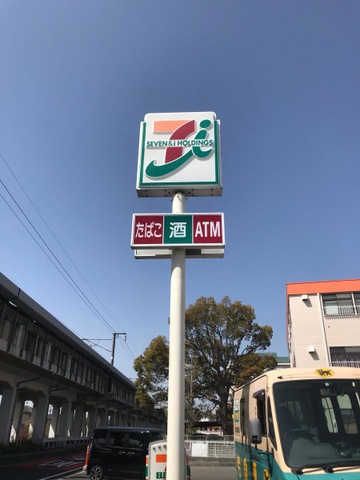 7i
SEVEN & i HOLDINGS
たばこ 酒 ATM